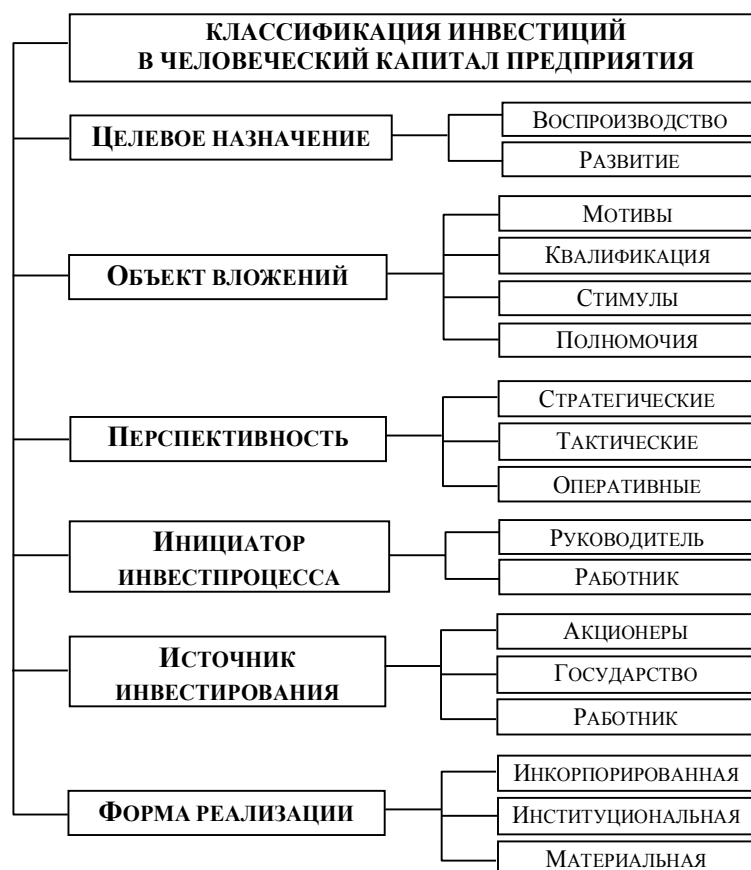 КЛАССИФИКАЦИЯ ИНВЕСТИЦИЙ
В ЧЕЛОВЕЧЕСКИЙ КАПИТАЛ ПРЕДПРИЯТИЯ
ЦЕЛЕВОЕ НАЗНАЧЕНИЕ
ВОСПРОИЗВОДСТВО
РАЗВИТИЕ
ОБЪЕКТ ВЛОЖЕНИЙ
МОТИВЫ
КВАЛИФИКАЦИЯ
СТИМУЛЫ
ПОЛНОМОЧИЯ
ПЕРСПЕКТИВНОСТЬ
СТРАТЕГИЧЕСКИЕ
ТАКТИЧЕСКИЕ
ОПЕРАТИВНЫЕ
ИНИЦИАТОР
ИНВЕСТПРОЦЕССА
РУКОВОДИТЕЛЬ
РАБОТНИК
ИСТОЧНИК
ИНВЕСТИРОВАНИЯ
АКЦИОНЕРЫ
ГОСУДАРСТВО
РАБОТНИК
ФОРМА РЕАЛИЗАЦИИ
ИНКОРПОРИРОВАННАЯ
ИНСТИТУЦИОНАЛЬНАЯ
МАТЕРИАЛЬНАЯ